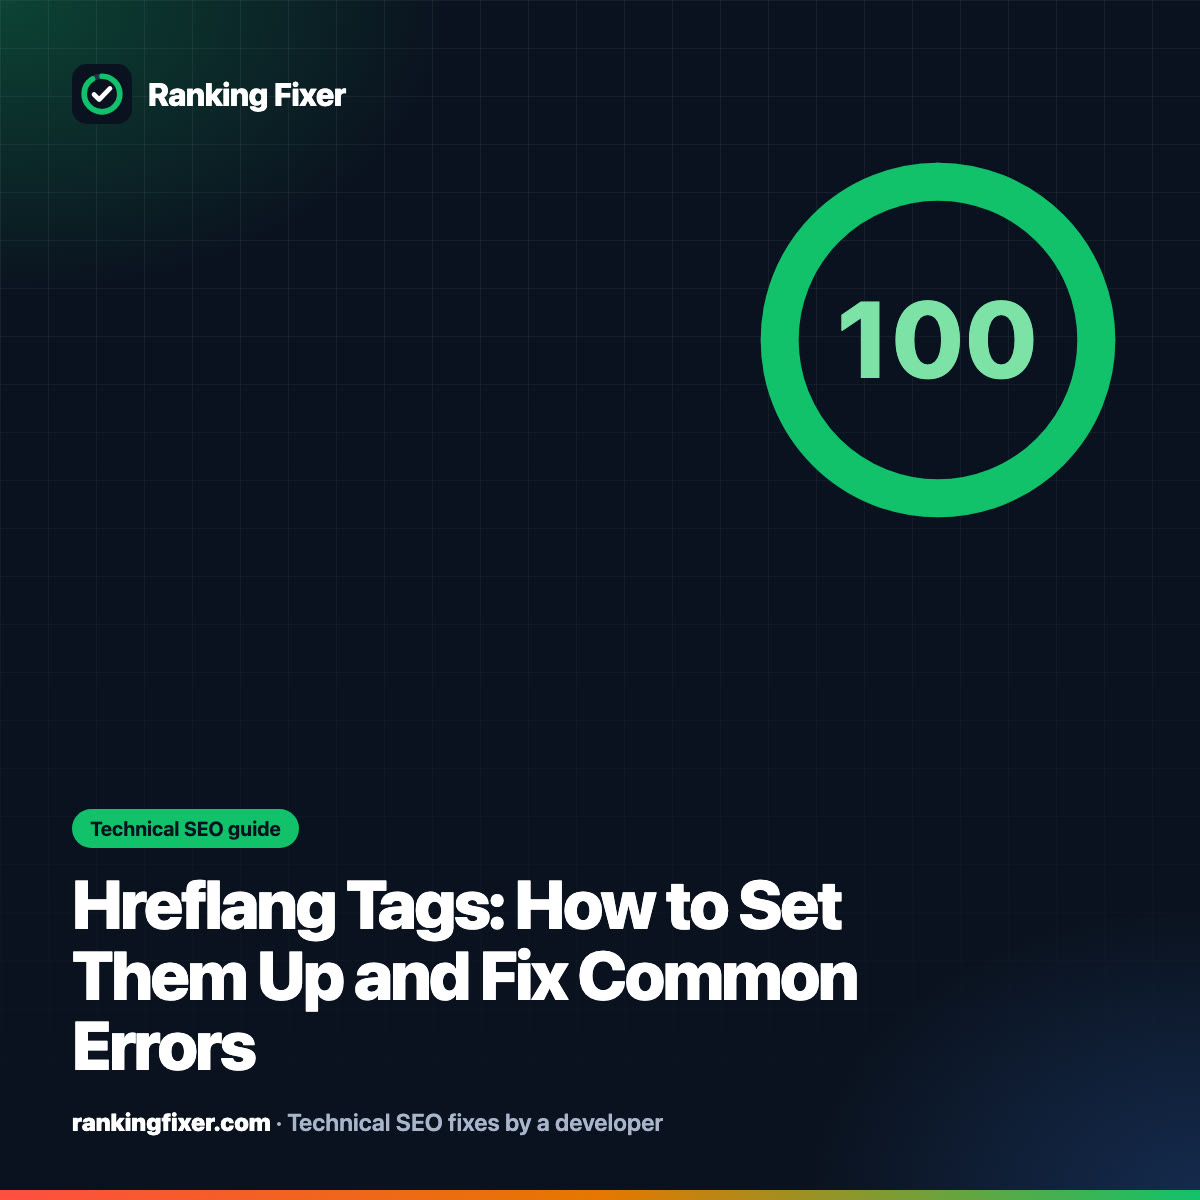 Ranking Fixer
100
Technical SEO guide
Hreflang Tags: How to Set
Them Up and Fix Common
Errors
rankingfixer.com · Technical SEO fixes by a developer